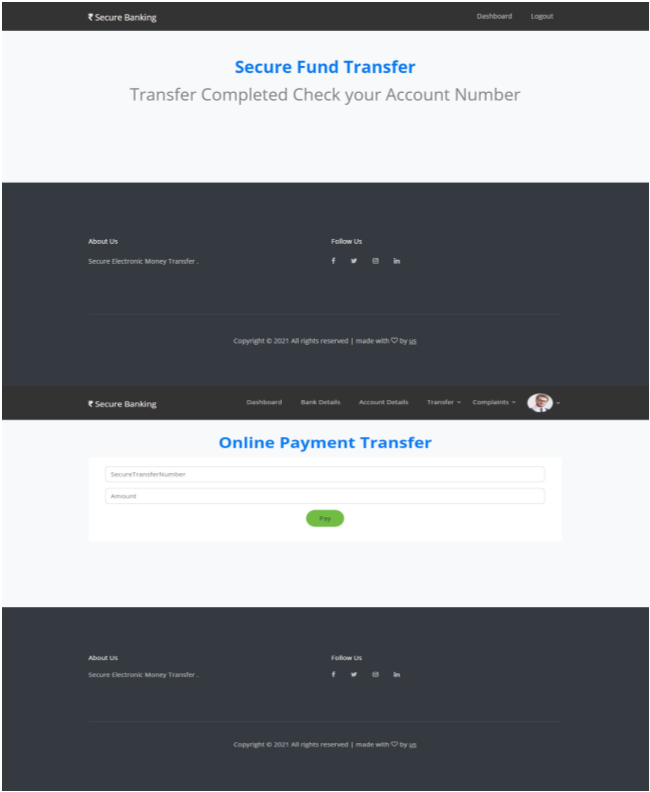 ₹ Secure Banking Dashboard Logout
Secure Fund Transfer
Transfer Completed Check your Account Number
About Us Follow Us
Secure Electronic Money Transfer .
Copyright © 2021 All rights reserved | made with ♡ by us
₹ Secure Banking Dashboard Bank Details Account Details Transfer Complaints
Online Payment Transfer
SecureTransferNumber
Amount
Pay
About Us Follow Us
Secure Electronic Money Transfer .
Copyright © 2021 All rights reserved | made with ♡ by us